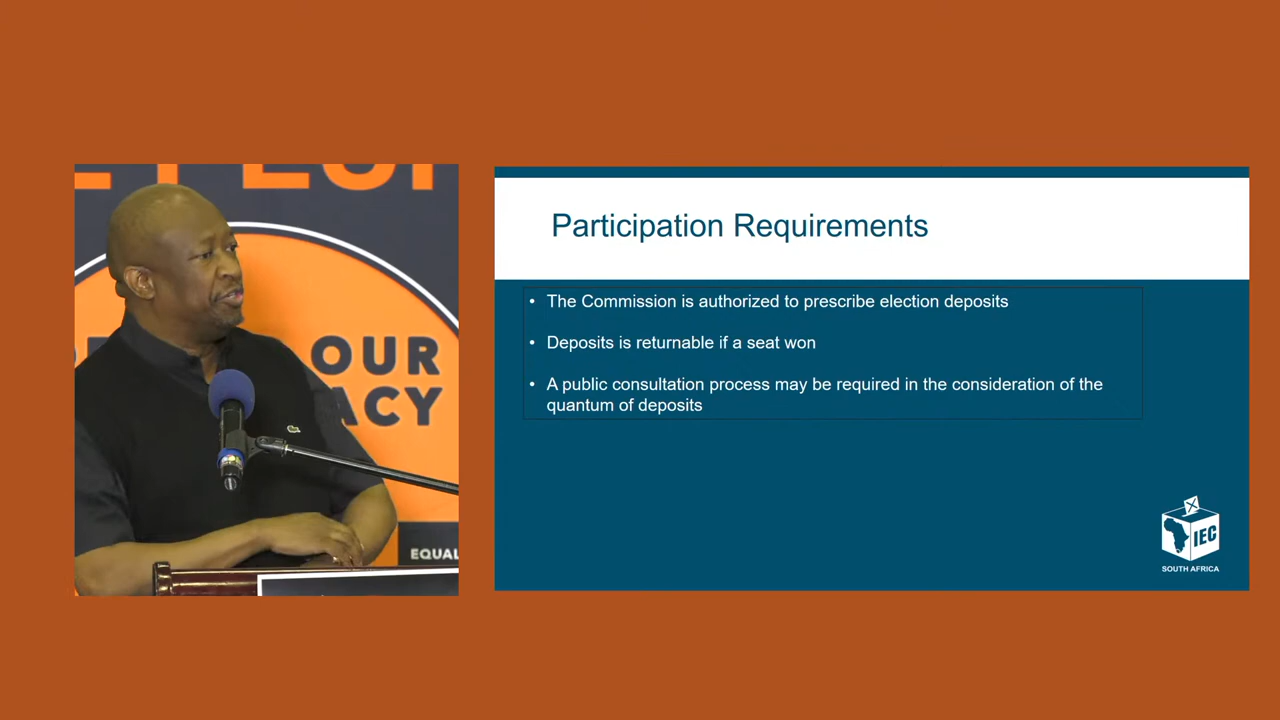 OUR
ACY
EQUAL
Participation Requirements
• The Commission is authorized to prescribe election deposits
• Deposits is returnable if a seat won
• A public consultation process may be required in the consideration of the
quantum of deposits
IEC
SOUTH AFRICA